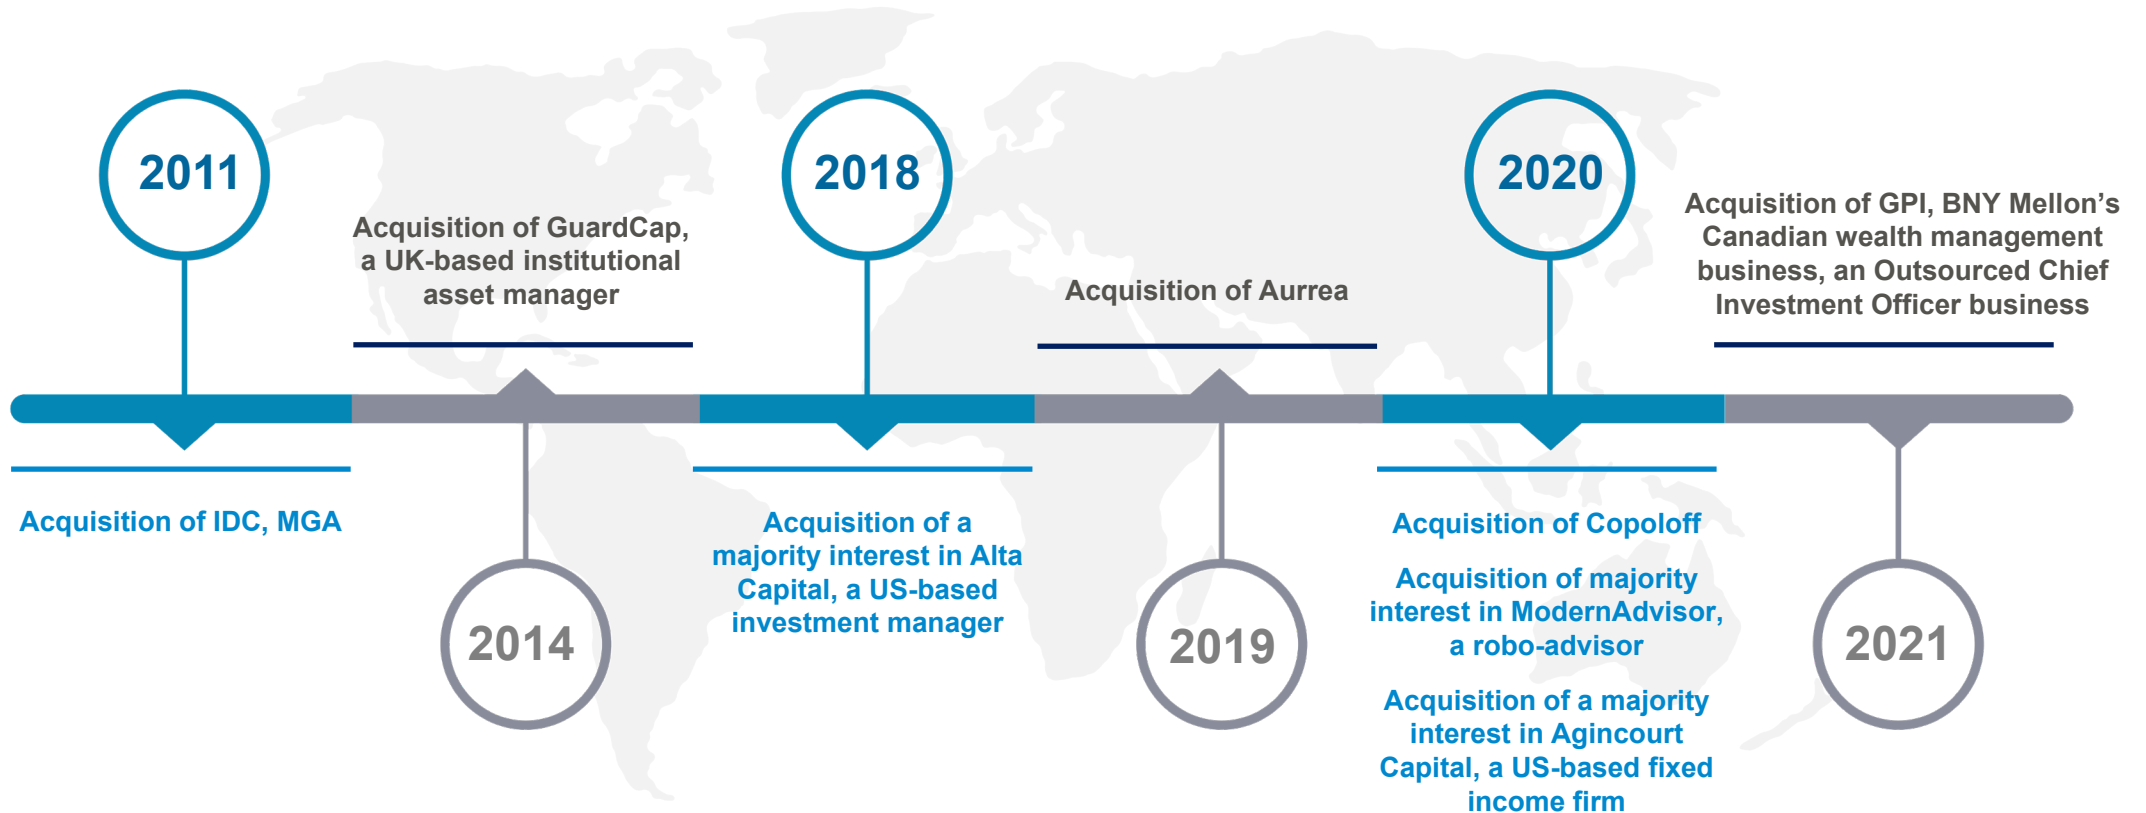 2011
Acquisition of IDC, MGA
Acquisition of GuardCap,
a UK-based institutional
asset manager
2014
2018
Acquisition of a
majority interest in Alta
Capital, a US-based
investment manager
Acquisition of Aurrea
2019
2020
Acquisition of Copoloff
Acquisition of majority
interest in ModernAdvisor,
a robo-advisor
Acquisition of a majority
interest in Agincourt
Capital, a US-based fixed
income firm
Acquisition of GPI, BNY Mellon’s
Canadian wealth management
business, an Outsourced Chief
Investment Officer business
2021